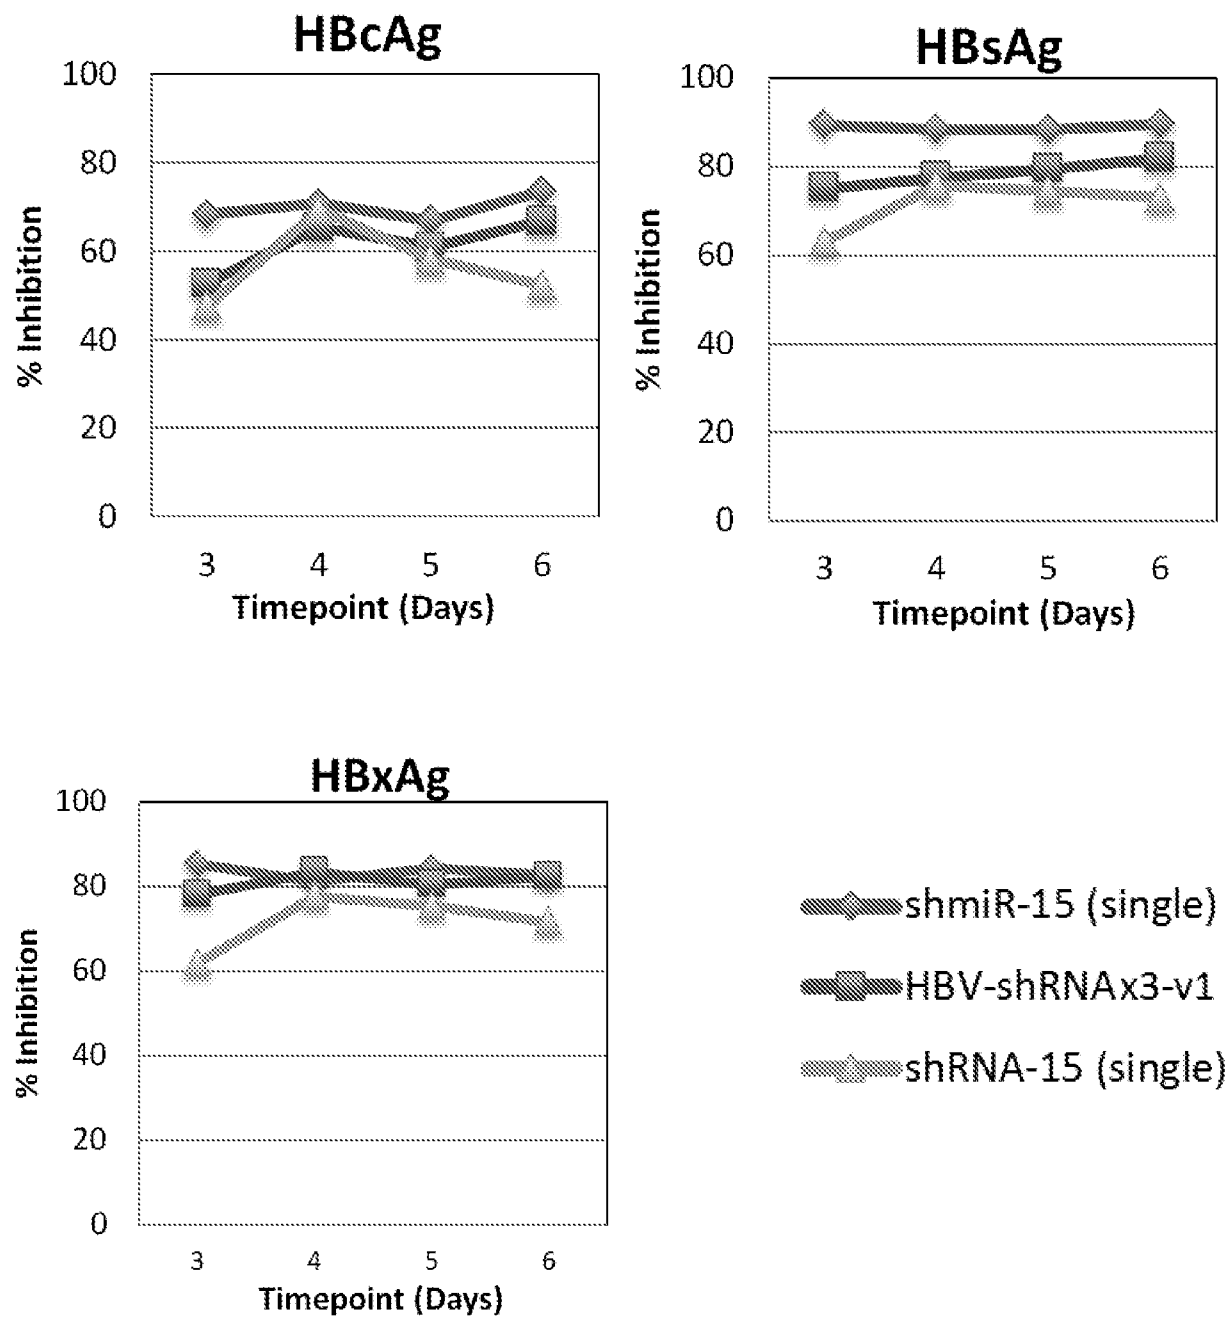 HBcAg
% Inhibition
100
80
60
40
20
0
3 4 5 6
Timepoint (Days)
HBsAg
% Inhibition
100
80
60
40
20
0
3 4 5 6
Timepoint (Days)
HBxAg
% Inhibition
100
80
60
40
20
0
3 4 5 6
Timepoint (Days)
shmiR-15 (single)
HBV-shRNAx3-v1
shRNA-15 (single)